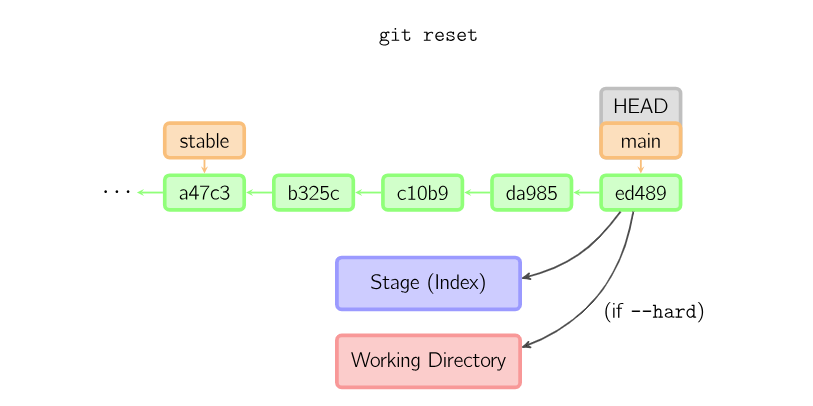 git reset
HEAD
stable
main
...
a47c3
b325c
c10b9
da985
ed489
Stage (Index)
(if --hard)
Working Directory